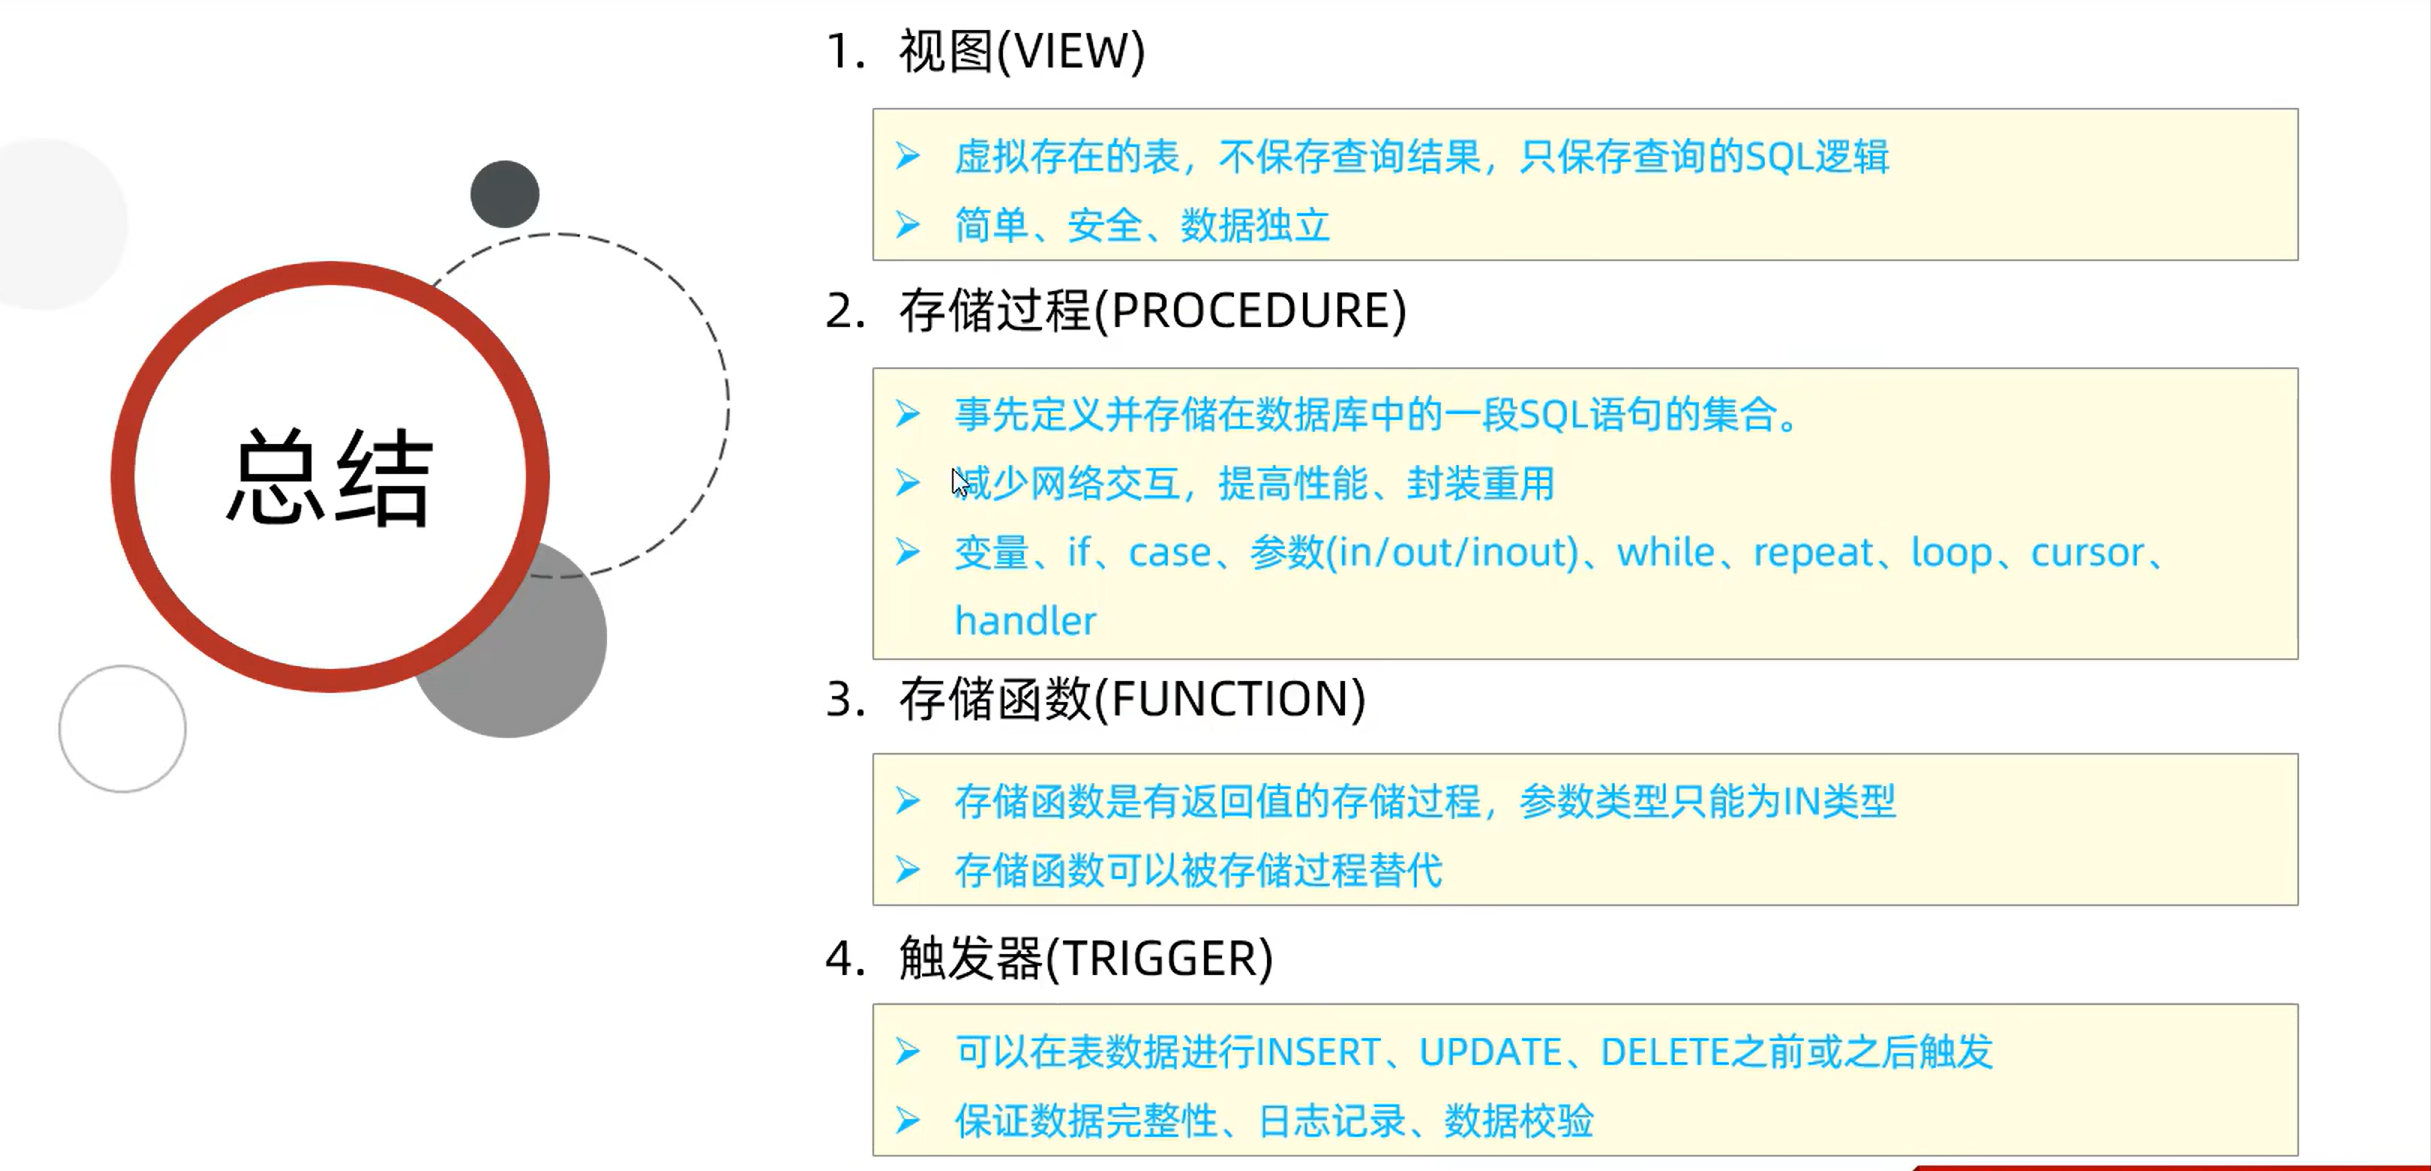 总结
1. 视图(VIEW)
虚拟存在的表，不保存查询结果，只保存查询的SQL逻辑
简单、安全、数据独立
2. 存储过程(PROCEDURE)
事先定义并存储在数据库中的一段SQL语句的集合。
减少网络交互，提高性能、封装重用
变量、if、case、参数(in/out/inout)、while、repeat、loop、cursor、
handler
3. 存储函数(FUNCTION)
存储函数是有返回值的存储过程，参数类型只能为IN类型
存储函数可以被存储过程替代
4. 触发器(TRIGGER)
可以在表数据进行INSERT、UPDATE、DELETE之前或之后触发
保证数据完整性、日志记录、数据校验